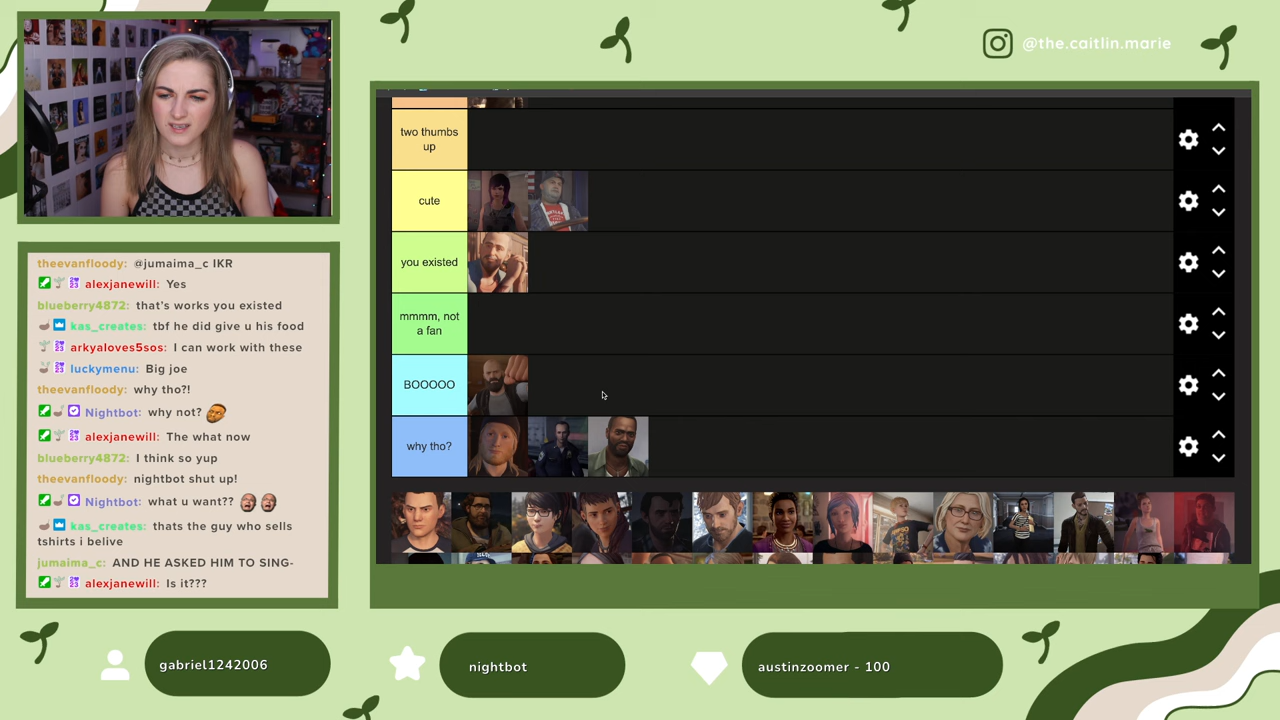 @the.caitlin.marie
two thumbs
up
cute
you existed
mmmm, not
a fan
BOOOOO
why tho?
theevanfloody: @jumaima_c IKR
alexjanewill: Yes
blueberry4872: that's works you existed
kas_creates: tbf he did give u his food
arkyaloves5sos: I can work with these
luckymenu: Big joe
theevanfloody: why tho?!
Nightbot: why not?
alexjanewill: The what now
blueberry4872: I think so yup
theevanfloody: nightbot shut up!
Nightbot: what u want??
kas_creates: thats the guy who sells
tshirts i belive
jumaima_c: AND HE ASKED HIM TO SING-
alexjanewill: Is it???
gabriel1242006
nightbot
austinzoomer - 100